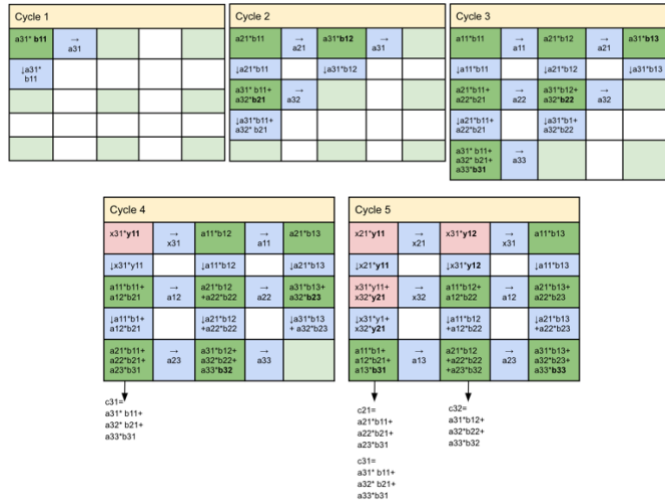 Cycle 1
a31* b11
→
a31
↓a31*
b11
Cycle 2
a21*b11
→
a21
a31*b12
→
a31
↓a21*b11
↓a31*b12
a31* b11+
a32*b21
→
a32
↓a31*b11+
a32* b21
Cycle 3
a11*b11
→
a11
a21*b12
→
a21
a31*b13
↓a11*b11
↓a21*b12
↓a31*b13
a21*b11+
a22*b21
→
a22
a31*b12+
a32*b22
→
a32
↓a21*b11+
a22*b21
↓a31*b1+
a32*b22
a31* b11+
a32* b21+
a33*b31
→
a33
Cycle 4
x31*y11
→
x31
a11*b12
→
a11
a21*b13
↓x31*y11
↓a11*b12
↓a21*b13
a11*b11+
a12*b21
→
a12
a21*b12
+a22*b22
→
a22
a31*b13+
a32*b23
↓a11*b1+
a12*b21
↓a21*b12
+a22*b22
↓a31*b13
+ a32*b23
a21*b11+
a22*b21+
a23*b31
→
a23
a31*b12+
a32*b22+
a33*b32
→
a33
c31=
a31* b11+
a32* b21+
a33*b31
Cycle 5
x21*y11
→
x21
x31*y12
→
x31
a11*b13
↓x21*y11
↓x31*y12
↓a11*b13
x31*y11+
x32*y21
→
x32
a11*b12+
a12*b22
→
a12
a21*b13+
a22*b23
↓x31*y1+
x32*y21
↓a11*b12
+a12*b22
↓a21*b13
+a22*b23
a11*b1+
a12*b21+
a13*b31
→
a13
a21*b12
+a22*b22
+a23*b32
→
a23
a31*b13+
a32*b23+
a33*b33
c21=
a21*b11+
a22*b21+
a23*b31
c31=
a31* b11+
a32* b21+
a33*b31
c32=
a31*b12+
a32*b22+
a33*b32